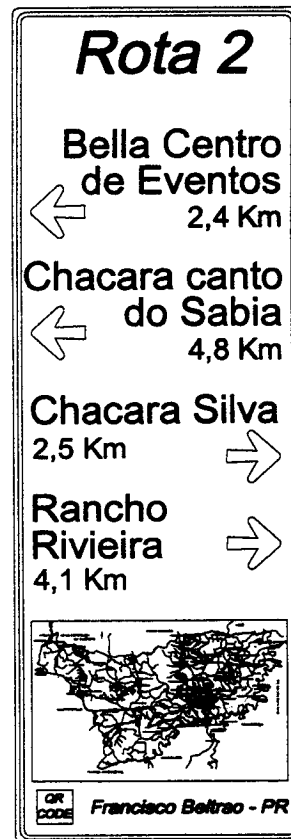 Rota 2
Bella Centro
de Eventos
2,4 Km
Chacara canto
do Sabia
4,8 Km
Chacara Silva
2,5 Km
Rancho
Rivieira
4,1 Km
QR
CODE
Francisco Beltrao - PR